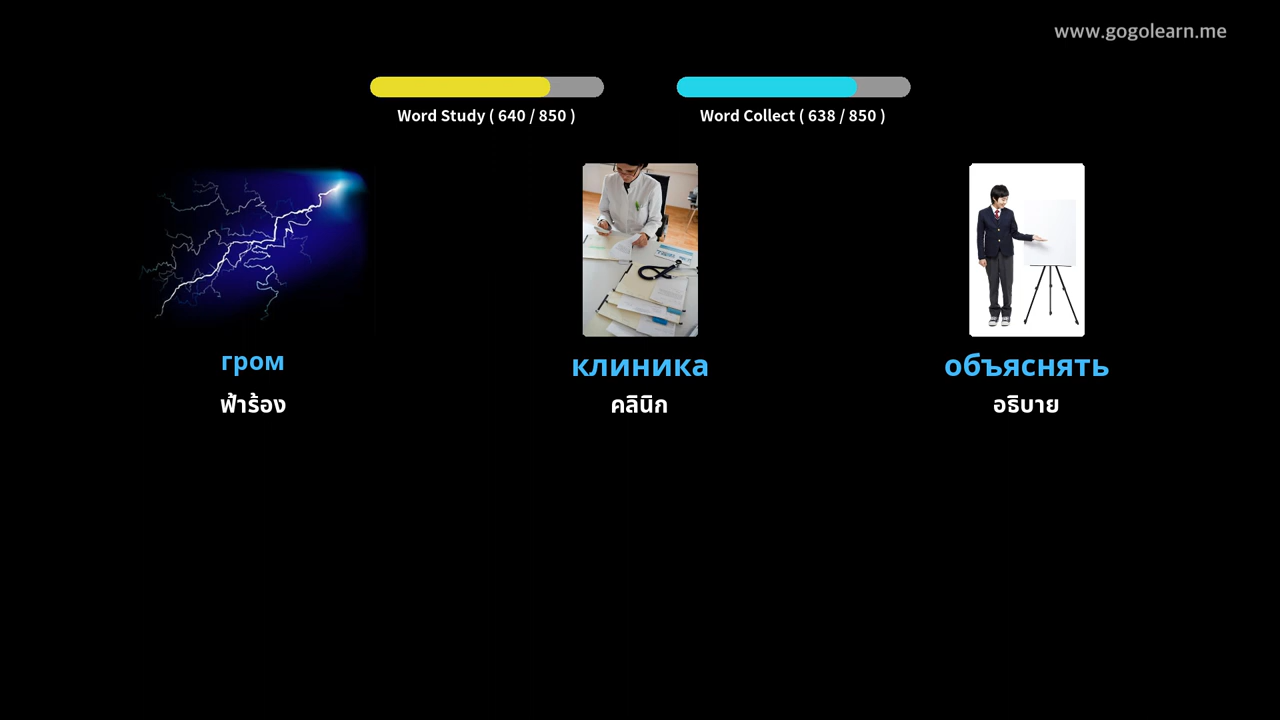 www.gogolearn.me
Word Study ( 640 / 850 )
Word Collect ( 638 / 850 )
гром
ฟ้าร้อง
клиника
คลินิก
объяснять
อธิบาย